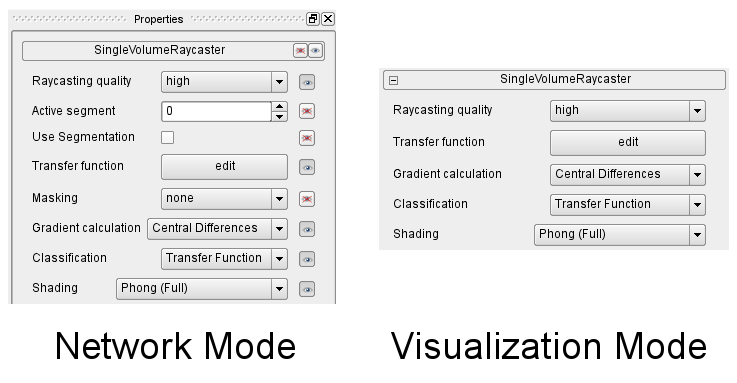 Properties
SingleVolumeRaycaster
Raycasting quality high
Active segment 0
Use Segmentation
Transfer function edit
Masking none
Gradient calculation Central Differences
Classification Transfer Function
Shading Phong (Full)
Network Mode
SingleVolumeRaycaster
Raycasting quality high
Transfer function edit
Gradient calculation Central Differences
Classification Transfer Function
Shading Phong (Full)
Visualization Mode